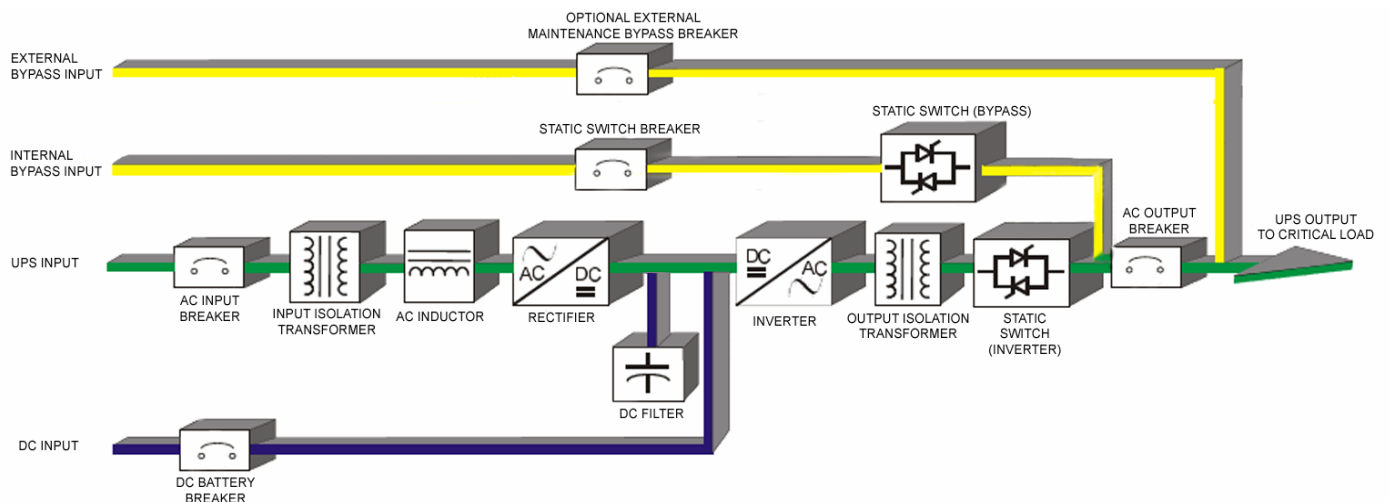 OPTIONAL EXTERNAL
MAINTENANCE BYPASS BREAKER
EXTERNAL
BYPASS INPUT
STATIC SWITCH (BYPASS)
STATIC SWITCH BREAKER
INTERNAL
BYPASS INPUT
AC OUTPUT
BREAKER
UPS OUTPUT
TO CRITICAL LOAD
UPS INPUT
AC
DC
DC
AC
AC INPUT
BREAKER
INPUT ISOLATION
TRANSFORMER
AC INDUCTOR
RECTIFIER
INVERTER
OUTPUT ISOLATION
TRANSFORMER
STATIC
SWITCH
(INVERTER)
DC FILTER
DC INPUT
DC BATTERY
BREAKER